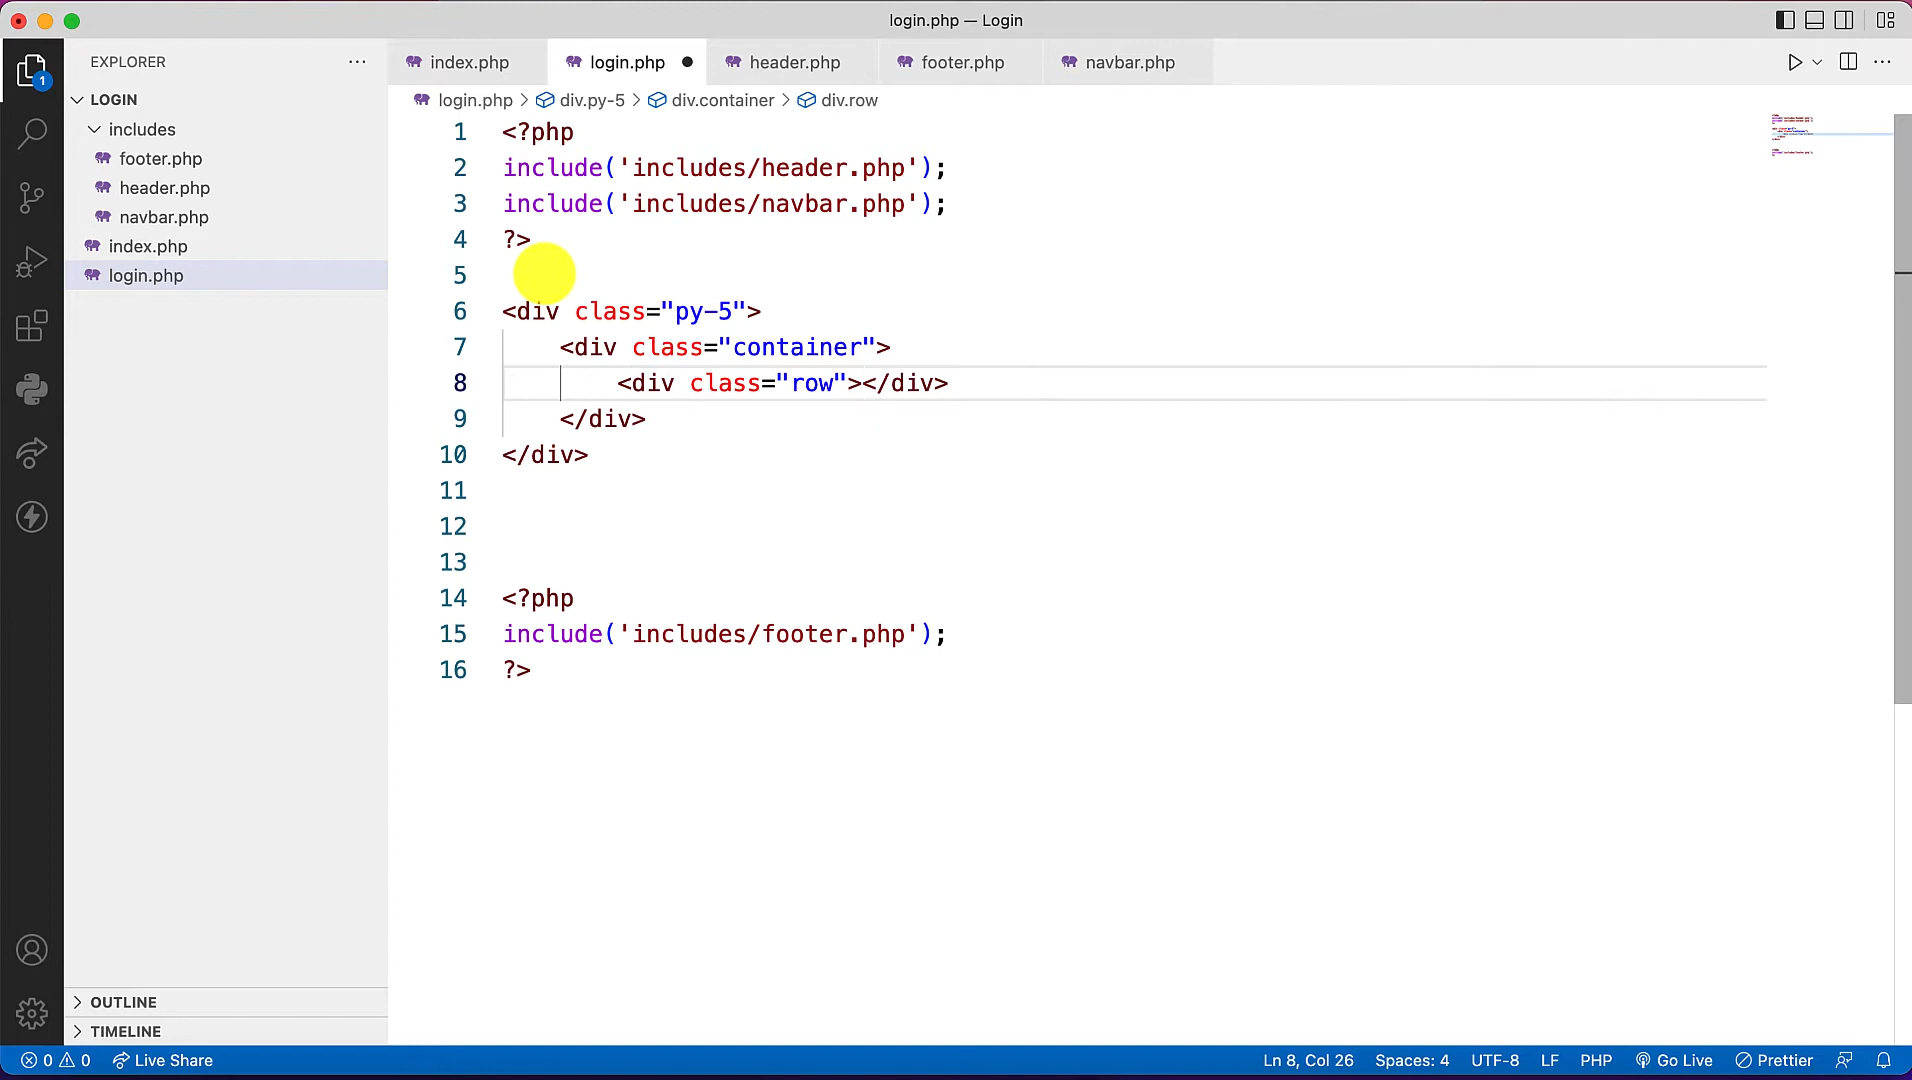 login.php — Login
EXPLORER
LOGIN
includes
footer.php
header.php
navbar.php
index.php
login.php
OUTLINE
TIMELINE
1
index.php
login.php
header.php
footer.php
navbar.php
login.php > div.py-5 > div.container > div.row
1 <?php
2 include('includes/header.php');
3 include('includes/navbar.php');
4 ?>
5
6 <div class="py-5">
7 <div class="container">
8 <div class="row"></div>
9 </div>
10 </div>
11
12
13
14 <?php
15 include('includes/footer.php');
16 ?>
0 0 Live Share
Ln 8, Col 26 Spaces: 4 UTF-8 LF PHP Go Live Prettier